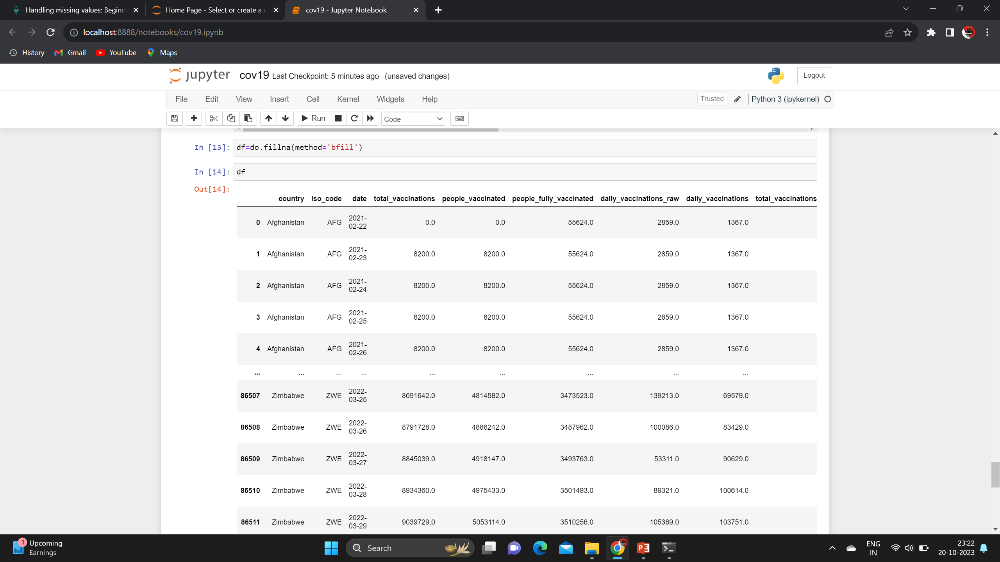 Handling missing values: Beginn
Home Page - Select or create a n
cov19 - Jupyter Notebook
localhost:8888/notebooks/cov19.ipynb
History Gmail YouTube Maps
jupyter cov19 Last Checkpoint: 5 minutes ago (unsaved changes) Logout
File Edit View Insert Cell Kernel Widgets Help Trusted Python 3 (ipykernel)
Run Code
In [13]: df=do.fillna(method='bfill')
In [14]: df
Out[14]:
country iso_code date total_vaccinations people_vaccinated people_fully_vaccinated daily_vaccinations_raw daily_vaccinations total_vaccinations_
0 Afghanistan AFG 2021-02-22 0.0 0.0 55624.0 2859.0 1367.0
1 Afghanistan AFG 2021-02-23 8200.0 8200.0 55624.0 2859.0 1367.0
2 Afghanistan AFG 2021-02-24 8200.0 8200.0 55624.0 2859.0 1367.0
3 Afghanistan AFG 2021-02-25 8200.0 8200.0 55624.0 2859.0 1367.0
4 Afghanistan AFG 2021-02-26 8200.0 8200.0 55624.0 2859.0 1367.0
... ... ... ... ... ... ... ... ...
86507 Zimbabwe ZWE 2022-03-25 8691642.0 4814582.0 3473523.0 139213.0 69579.0
86508 Zimbabwe ZWE 2022-03-26 8791728.0 4886242.0 3487962.0 100086.0 83429.0
86509 Zimbabwe ZWE 2022-03-27 8845039.0 4918147.0 3493763.0 53311.0 90629.0
86510 Zimbabwe ZWE 2022-03-28 8934360.0 4975433.0 3501493.0 89321.0 100614.0
86511 Zimbabwe ZWE 2022-03-29 9039729.0 5053114.0 3510256.0 105369.0 103751.0
1
Upcoming
Earnings
Search
ENG
IN
23:22
20-10-2023